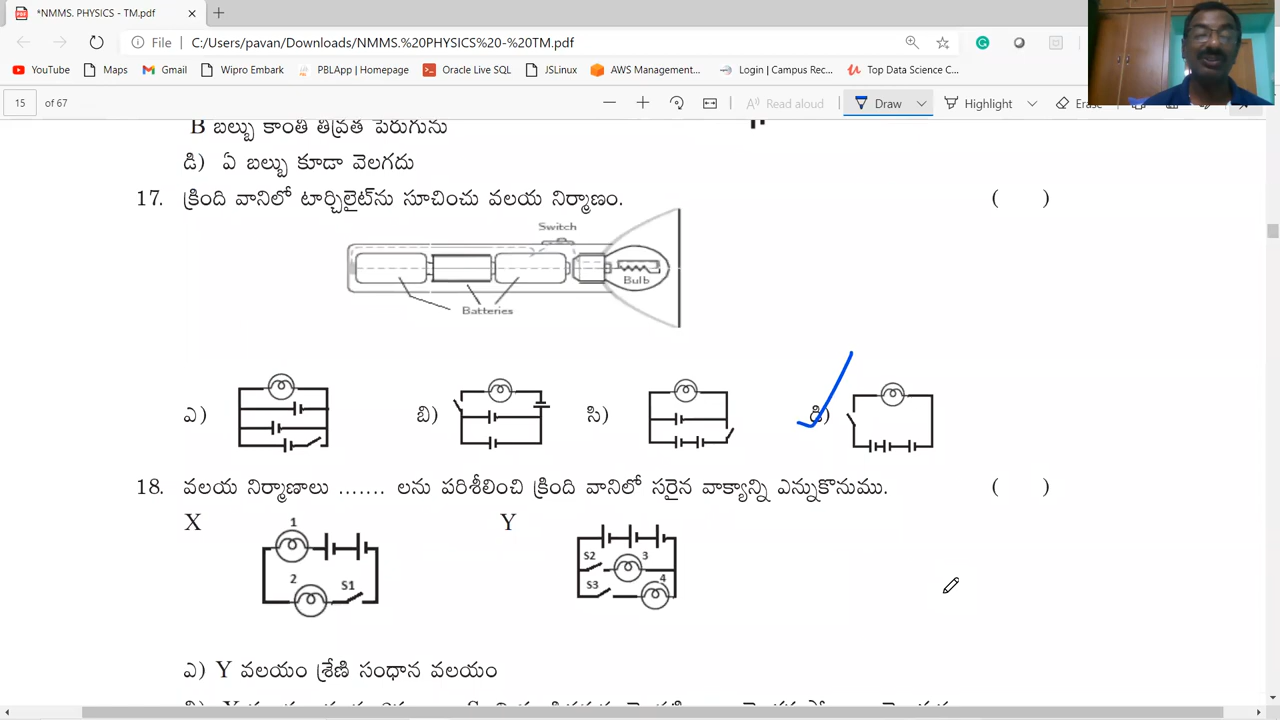 *NMMS. PHYSICS - TM.pdf
File C:/Users/pavan/Downloads/NMMS.%20PHYSICS%20-%20TM.pdf
YouTube Maps Gmail Wipro Embark PBLApp | Homepage Oracle Live SQL JSLinux AWS Management... Login | Campus Rec... Top Data Science C...
15 of 67 Read aloud Draw Highlight Erase
B బల్బు కాంతి తీవ్రత పెరుగును
డి) ఏ బల్బు కూడా వెలగదు
17. క్రింది వానిలో టార్చిలైట్‌ను సూచించు వలయ నిర్మాణం. ( )
Switch
Bulb
Batteries
ఎ) బి) సి) డి)
18. వలయ నిర్మాణాలు ....... లను పరిశీలించి క్రింది వానిలో సరైన వాక్యాన్ని ఎన్నుకొనుము. ( )
X 1 Y
S2 3
2 S1 S3 4
ఎ) Y వలయం శ్రేణి సంధాన వలయం